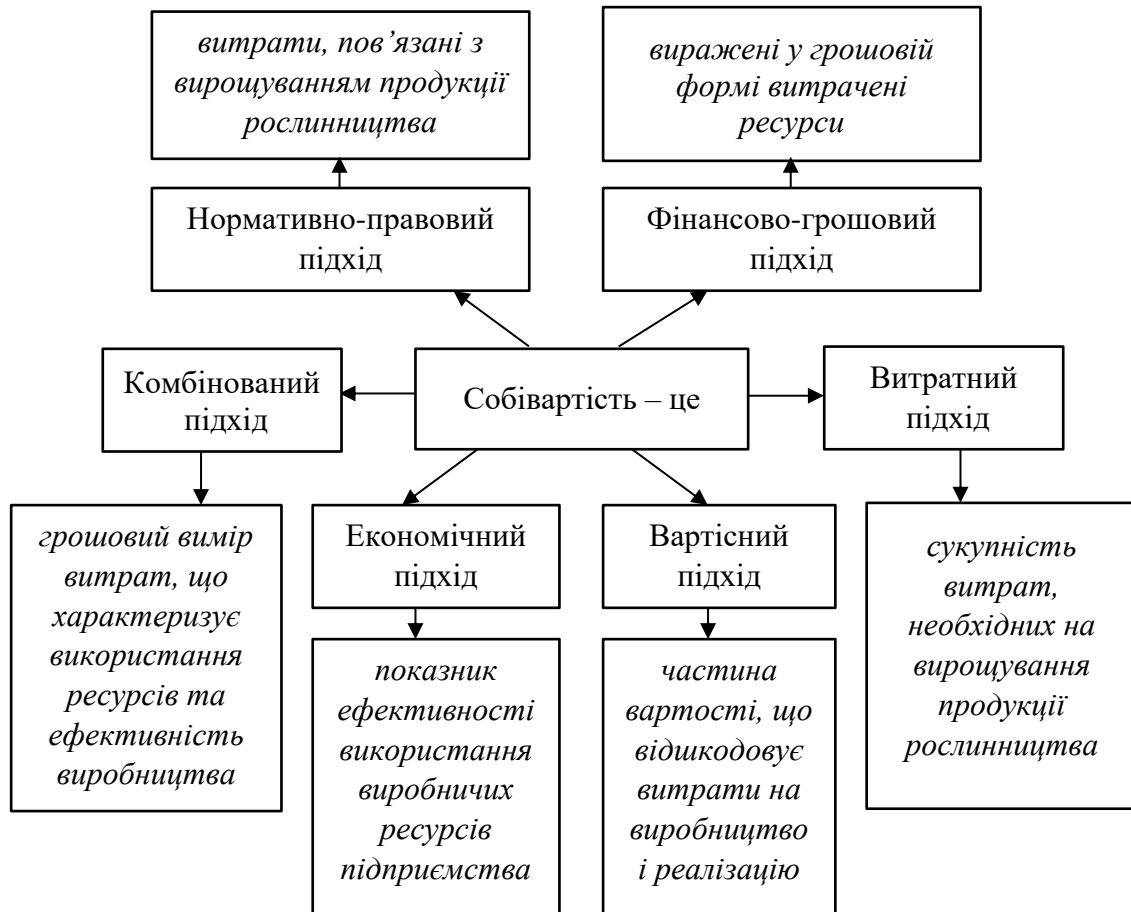 витрати, пов’язані з
вирощуванням продукції
рослинництва
виражені у грошовій
формі витрачені
ресурси
Нормативно-правовий
підхід
Фінансово-грошовий
підхід
Комбінований
підхід
Собівартість – це
Витратний
підхід
грошовий вимір
витрат, що
характеризує
використання
ресурсів та
ефективність
виробництва
Економічний
підхід
Вартісний
підхід
сукупність
витрат,
необхідних на
вирощування
продукції
рослинництва
показник
ефективності
використання
виробничих
ресурсів
підприємства
частина
вартості, що
відшкодовує
витрати на
виробництво
і реалізацію